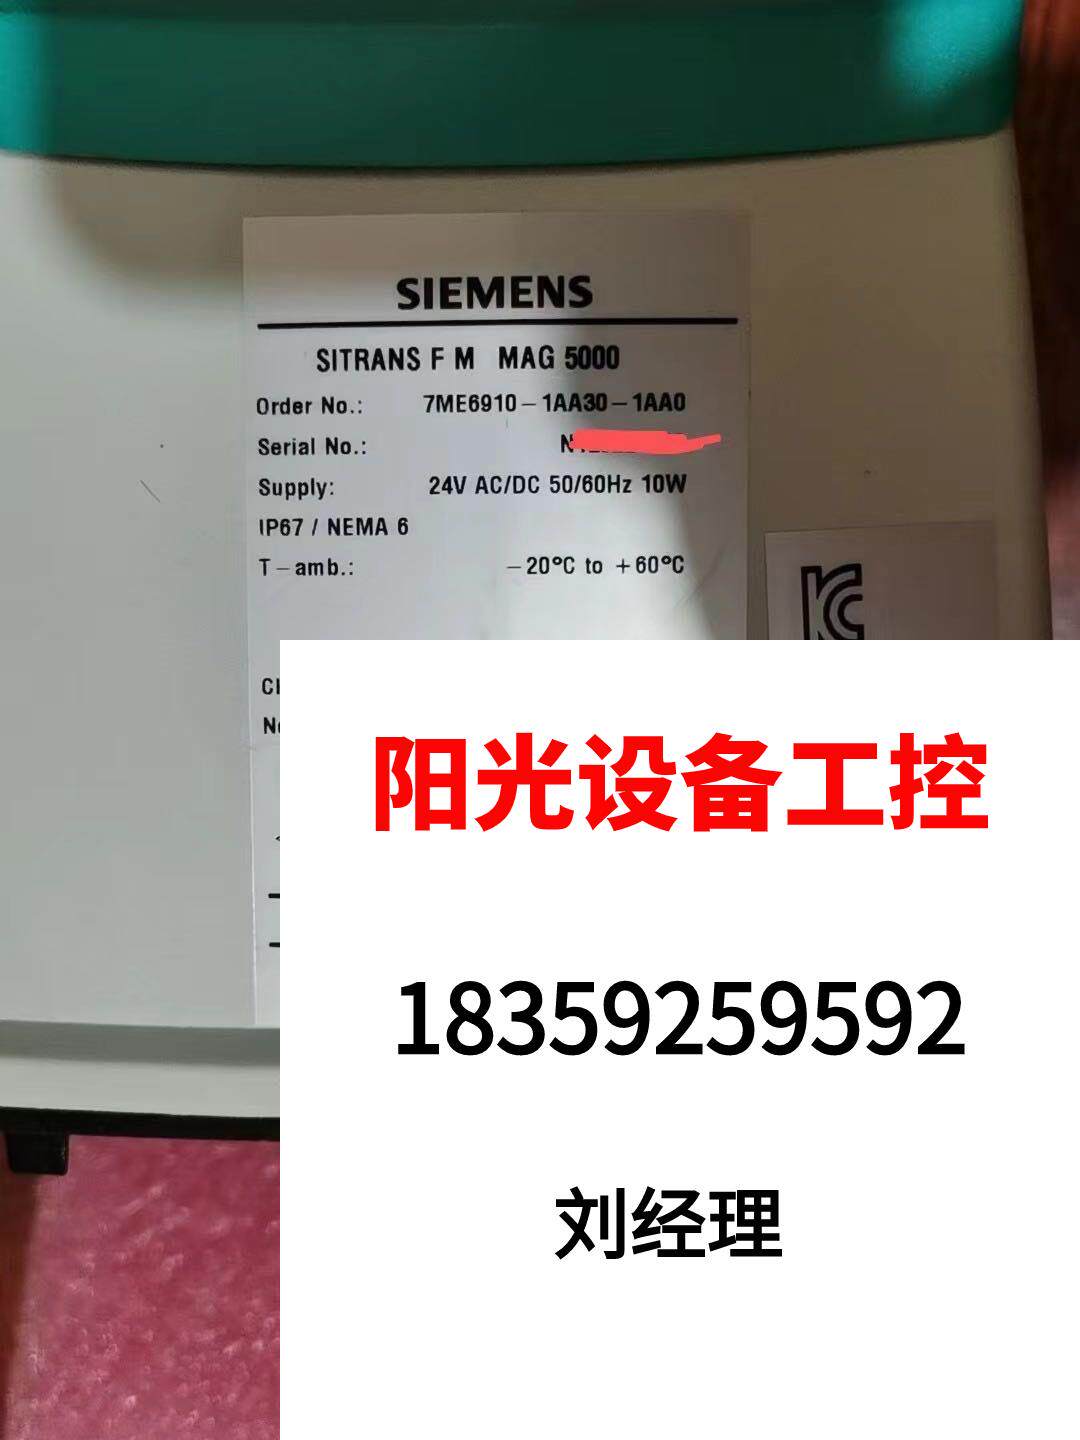 SIEMENS
SITRANS F M MAG 5000
Order No.: 7ME6910-1AA30-1AA0
Serial No.:
Supply: 24V AC/DC 50/60Hz 10W
IP67 / NEMA 6
T-amb.: -20°C to +60°C
阳光设备工控
18359259592
刘经理